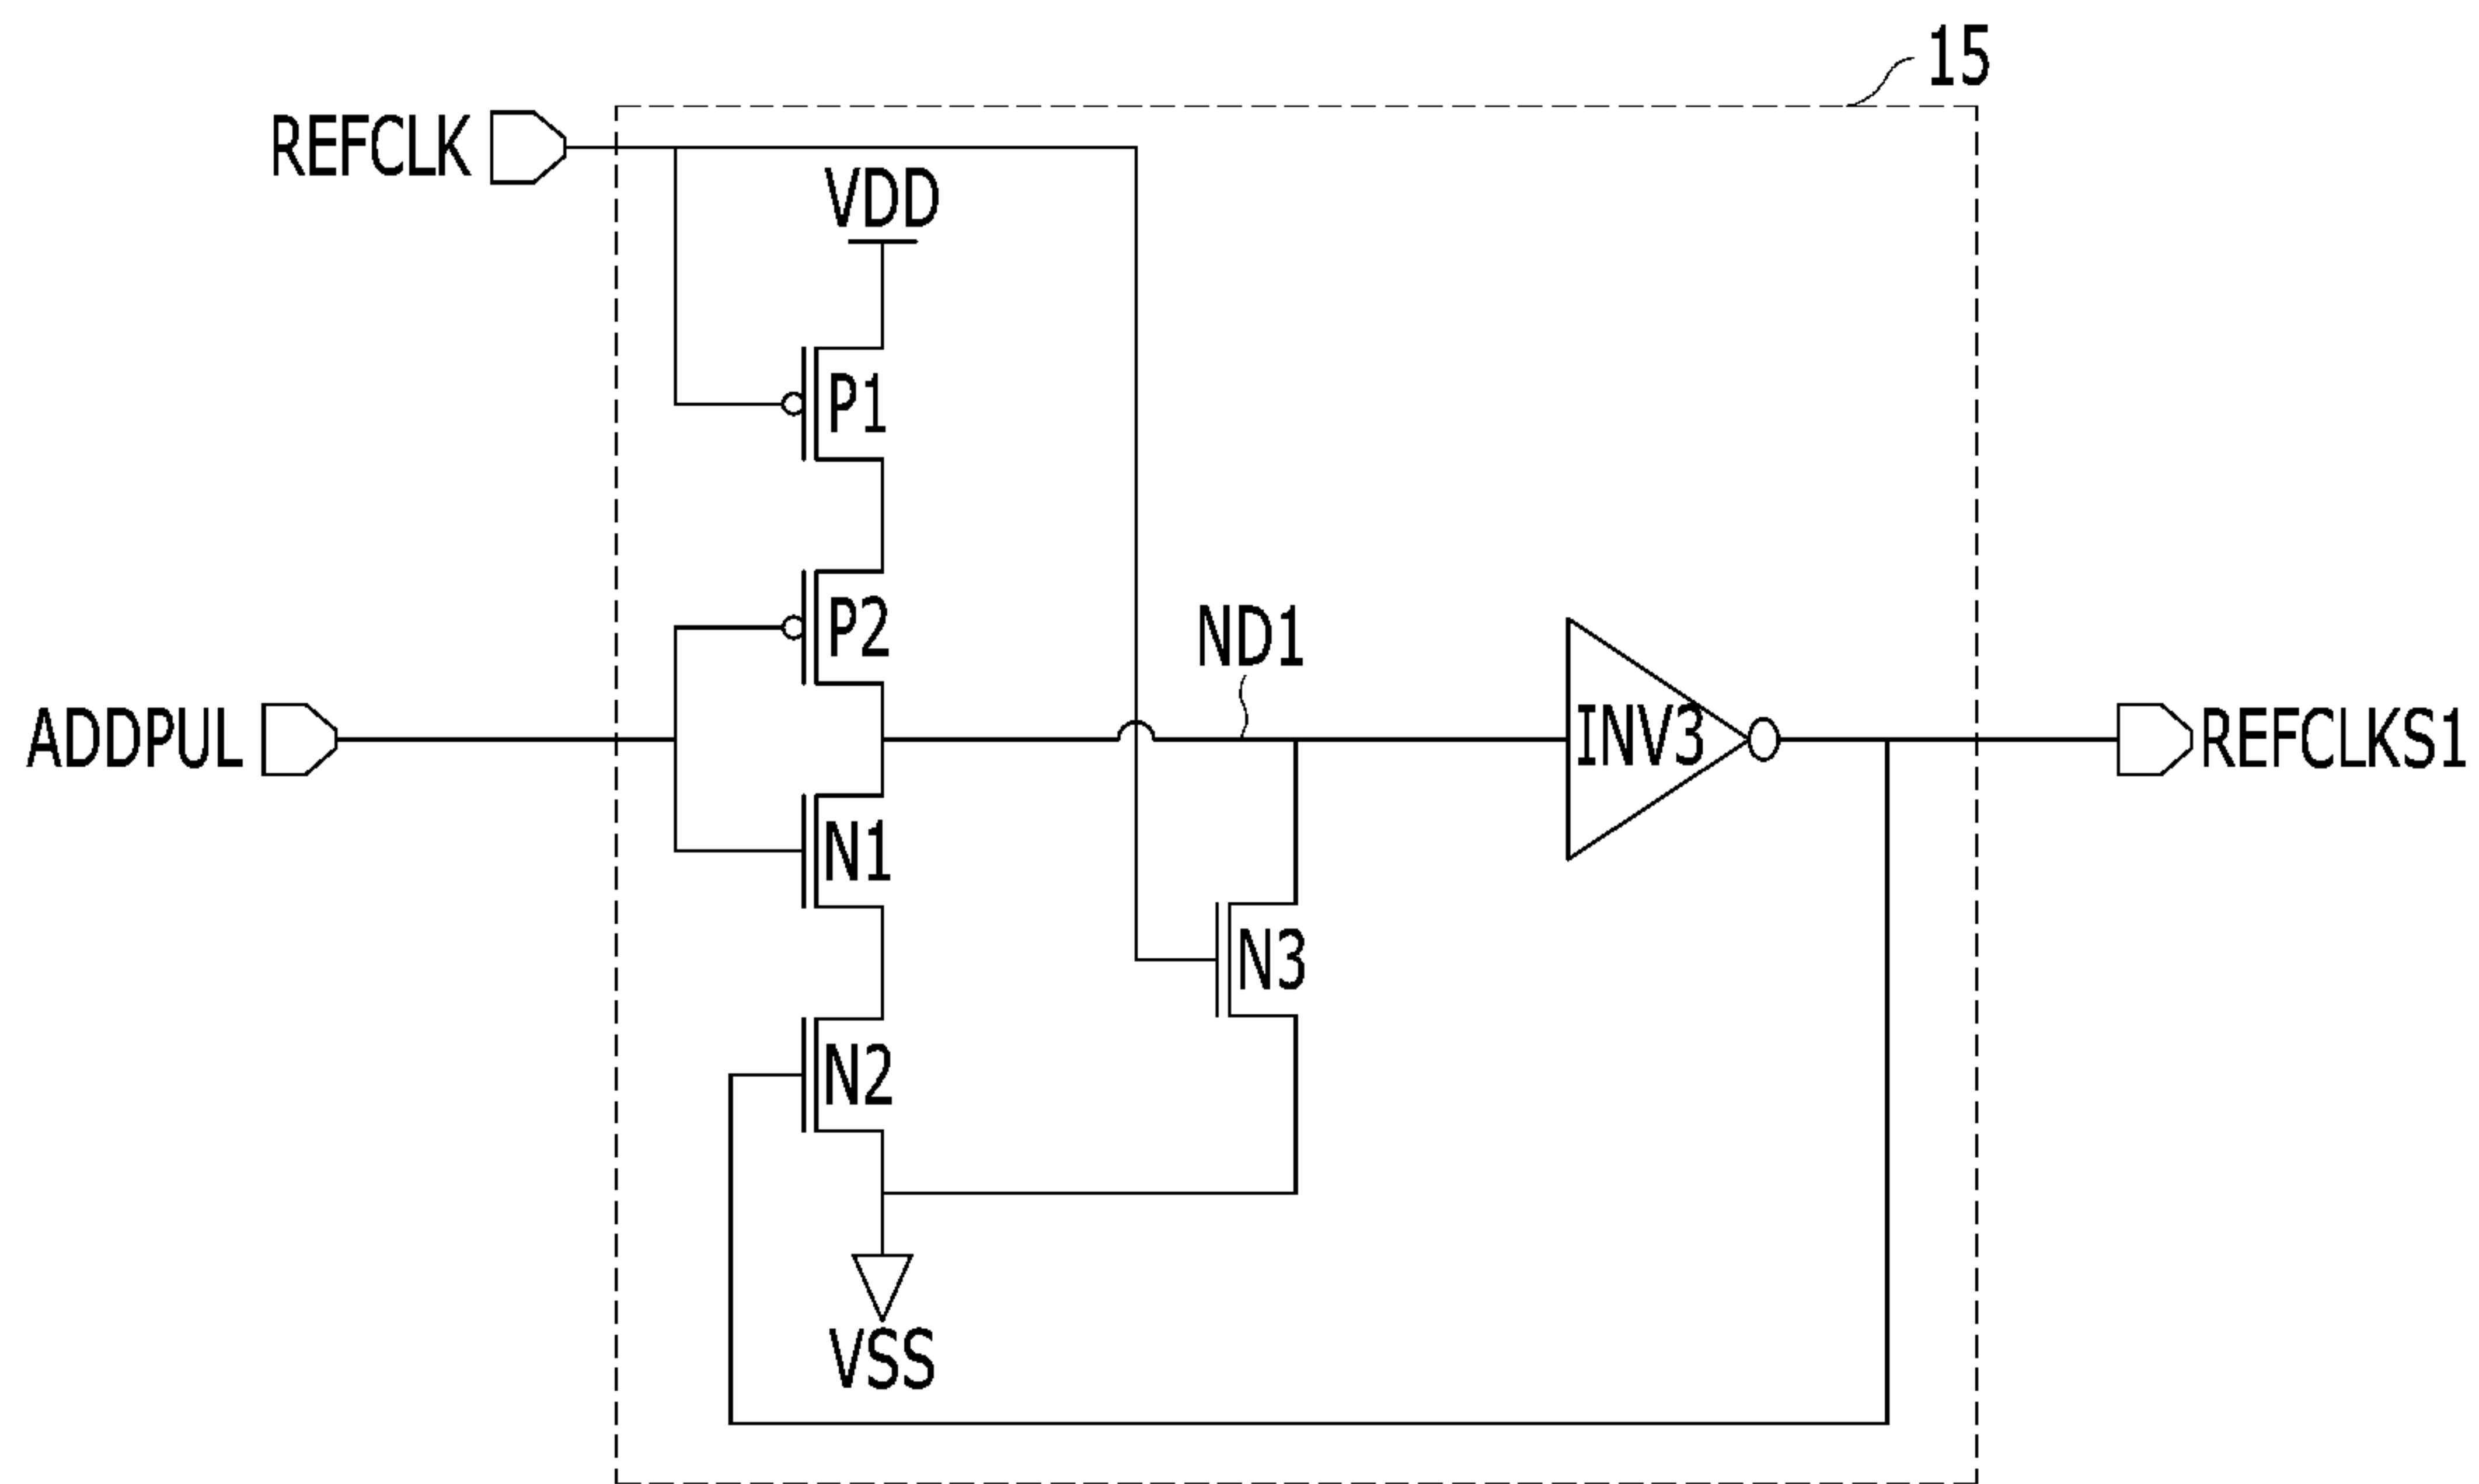 15
REFCLK
VDD
P1
P2
ND1
ADDPUL
INV3
REFCLKS1
N1
N3
N2
VSS